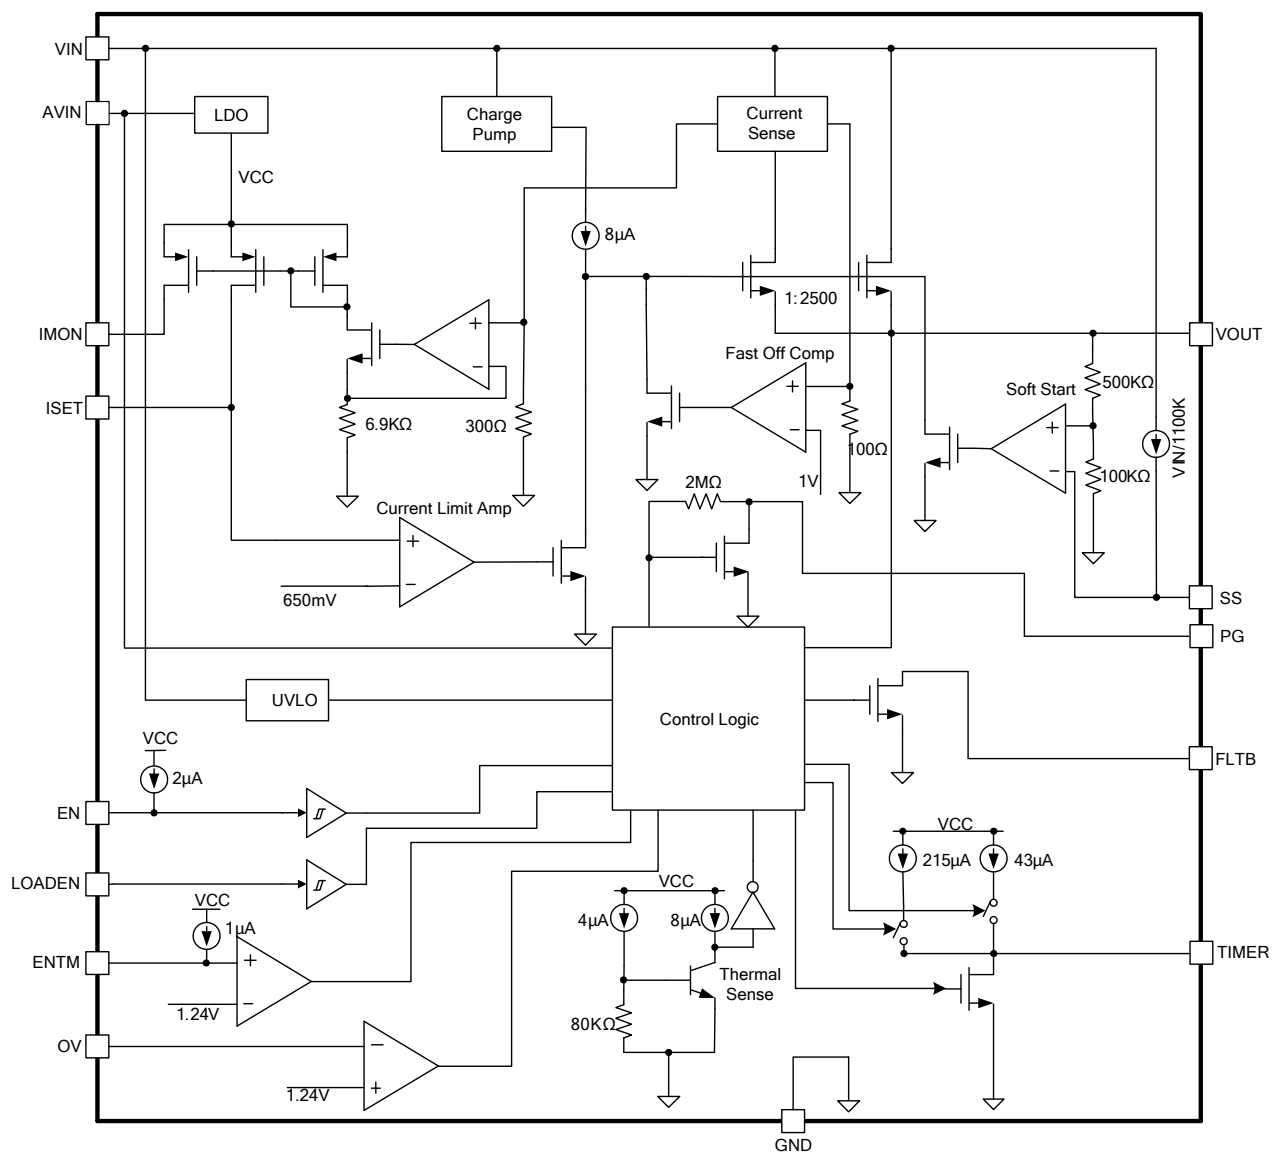 VIN
AVIN
LDO
Charge
Pump
Current
Sense
VCC
8µA
1:2500
IMON
VOUT
Fast Off Comp
+
+
−
Soft Start
500KΩ
ISET
6.9KΩ
300Ω
−
100Ω
+
−
100KΩ
VIN/1100K
1V
2MΩ
Current Limit Amp
+
−
650mV
SS
PG
UVLO
Control Logic
VCC
2µA
FLTB
EN
VCC
215µA
43µA
LOADEN
VCC
4µA
8µA
VCC
1µA
ENTM
+
−
1.24V
Thermal
Sense
TIMER
80KΩ
OV
−
+
1.24V
GND